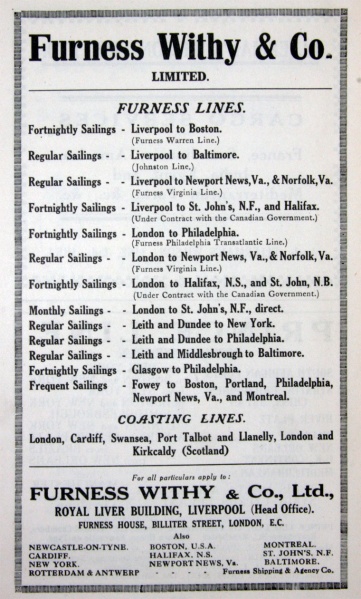 Furness Withy & Co.
LIMITED.
FURNESS LINES.
Fortnightly Sailings - Liverpool to Boston.
(Furness Warren Line.)
Regular Sailings - - Liverpool to Baltimore.
(Johnston Line,)
Regular Sailings - - Liverpool to Newport News, Va., & Norfolk, Va.
(Furness Virginia Line.)
Fortnightly Sailings - Liverpool to St. John's, N.F., and Halifax.
(Under Contract with the Canadian Government.)
Fortnightly Sailings - London to Philadelphia.
(Furness Philadelphia Transatlantic Line.)
Regular Sailings - - London to Newport News, Va., & Norfolk, Va.
(Furness Virginia Line.)
Fortnightly Sailings - London to Halifax, N.S., and St. John, N.B.
(Under Contract with the Canadian Government.)
Monthly Sailings - - London to St. John's, N.F., direct.
Regular Sailings - - Leith and Dundee to New York.
Regular Sailings - - Leith and Dundee to Philadelphia.
Regular Sailings - - Leith and Middlesbrough to Baltimore.
Fortnightly Sailings - Glasgow to Philadelphia.
Frequent Sailings - Fowey to Boston, Portland, Philadelphia,
Newport News, Va., and Montreal.
COASTING LINES.
London, Cardiff, Swansea, Port Talbot and Llanelly, London and
Kirkcaldy (Scotland)
For all particulars apply to :
FURNESS WITHY & Co., Ltd.,
ROYAL LIVER BUILDING, LIVERPOOL (Head Office).
FURNESS HOUSE, BILLITER STREET, LONDON, E.C.
Also
NEWCASTLE-ON-TYNE. BOSTON, U.S.A. MONTREAL.
CARDIFF. HALIFAX, N.S. ST. JOHN'S. N.F.
NEW YORK. NEWPORT NEWS. Va. BALTIMORE.
ROTTERDAM & ANTWERP - - - - Furness Shipping & Agency Co.